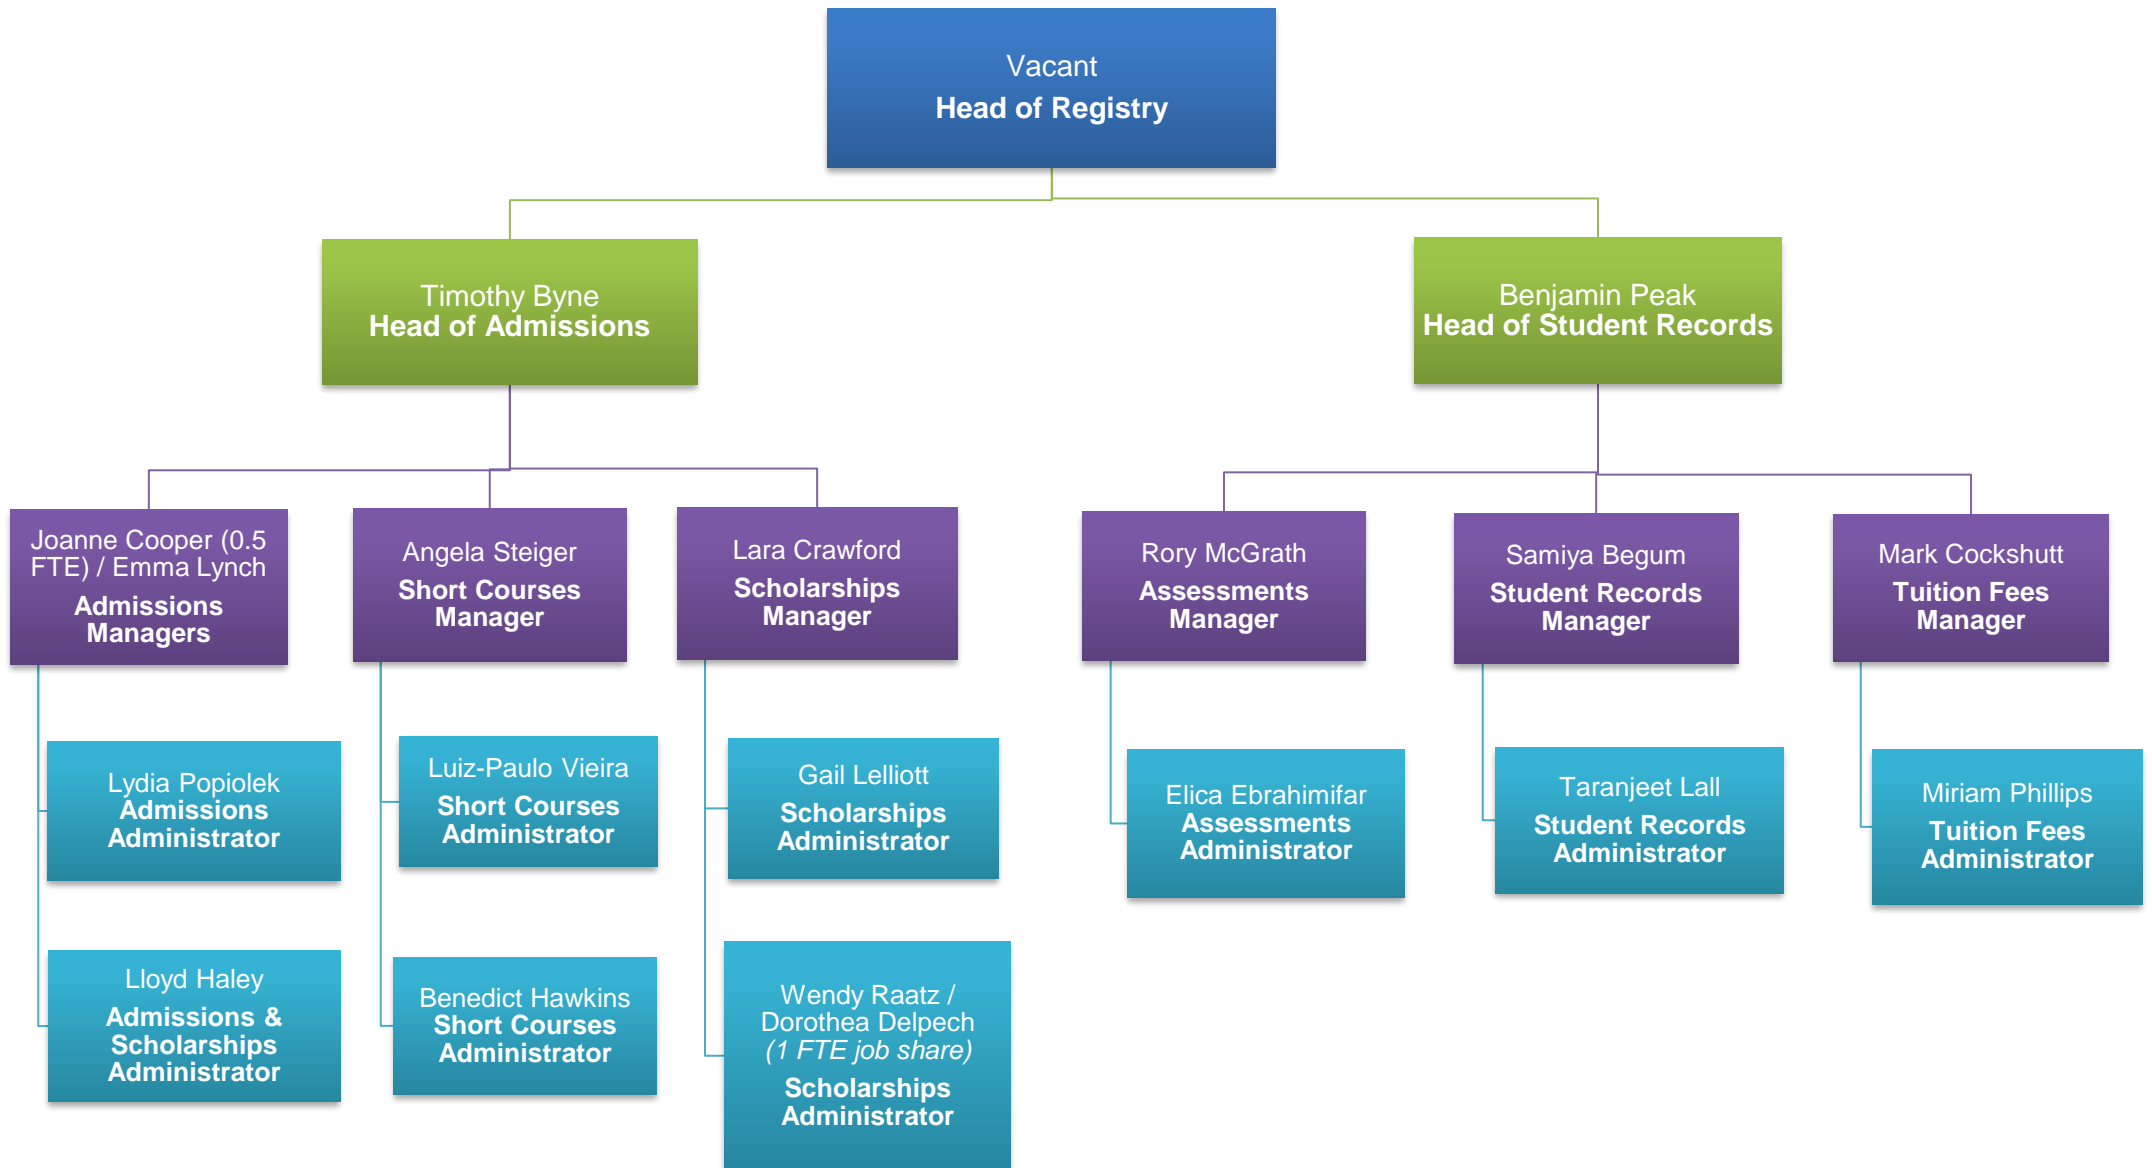 Vacant
Head of Registry
Timothy Byne
Head of Admissions
Benjamin Peak
Head of Student Records
Joanne Cooper (0.5
FTE) / Emma Lynch
Admissions
Managers
Angela Steiger
Short Courses
Manager
Lara Crawford
Scholarships
Manager
Rory McGrath
Assessments
Manager
Samiya Begum
Student Records
Manager
Mark Cockshutt
Tuition Fees
Manager
Lydia Popiolek
Admissions
Administrator
Luiz-Paulo Vieira
Short Courses
Administrator
Gail Lelliott
Scholarships
Administrator
Elica Ebrahimifar
Assessments
Administrator
Taranjeet Lall
Student Records
Administrator
Miriam Phillips
Tuition Fees
Administrator
Lloyd Haley
Admissions &
Scholarships
Administrator
Benedict Hawkins
Short Courses
Administrator
Wendy Raatz /
Dorothea Delpech
(1 FTE job share)
Scholarships
Administrator